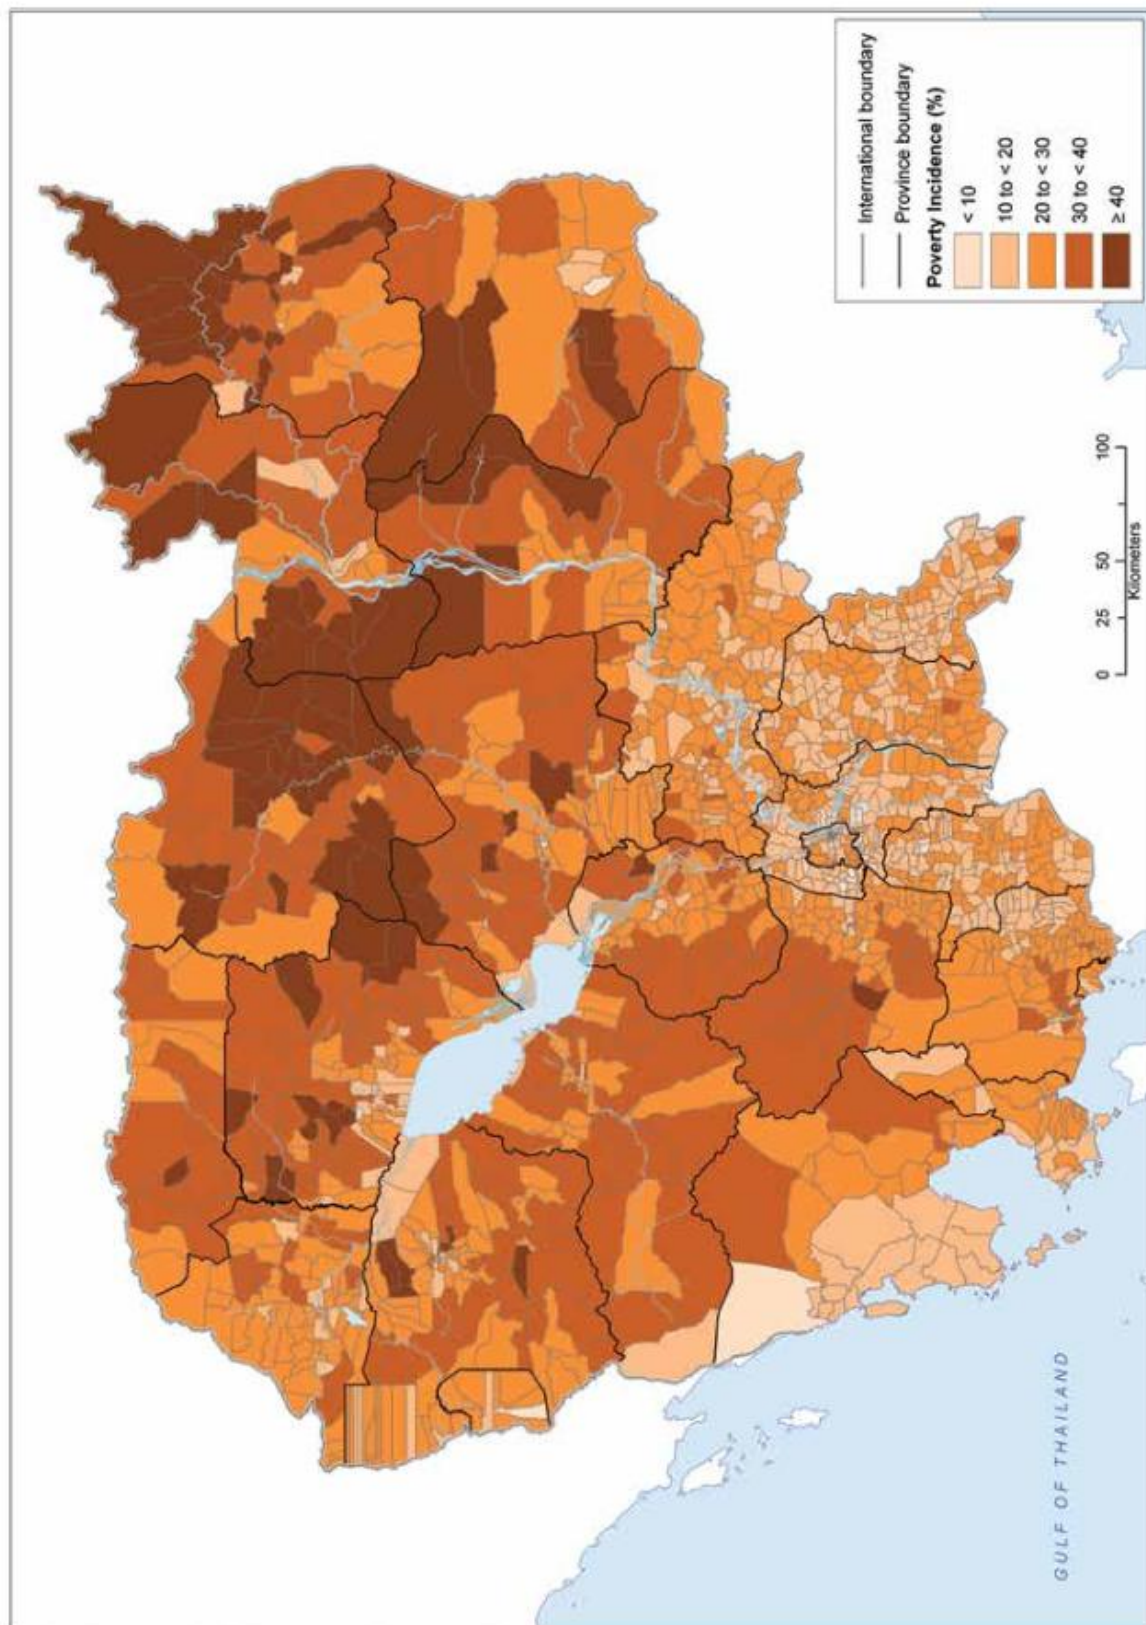 International boundary
Province boundary
Poverty Incidence (%)
< 10
10 to < 20
20 to < 30
30 to < 40
≥ 40
0 25 50 100
Kilometers
GULF OF THAILAND